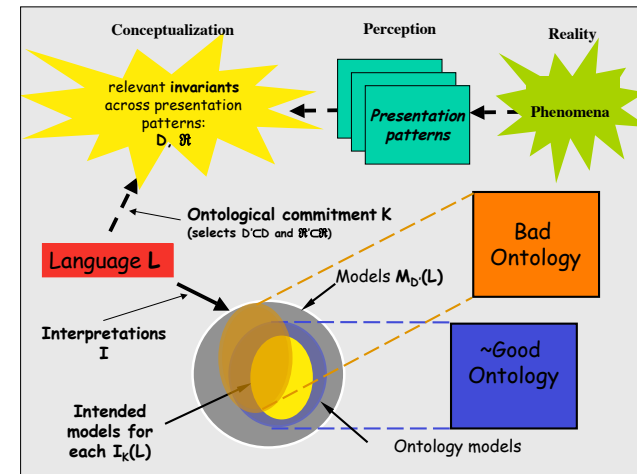 Conceptualization
Perception
Reality
relevant invariants
across presentation
patterns:
D, ℜ
Presentation
patterns
Phenomena
Ontological commitment K
(selects D'⊂D and ℜ'⊂ℜ)
Language L
Bad
Ontology
Models M_D'(L)
Interpretations
I
~Good
Ontology
Intended
models for
each I_K(L)
Ontology models